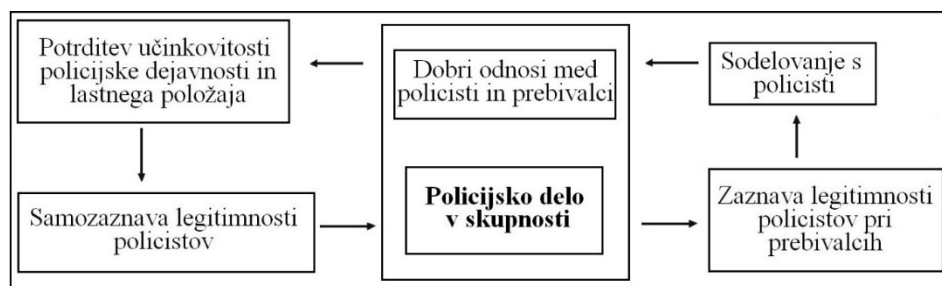 Potrditev učinkovitosti
policijske dejavnosti in
lastnega položaja
Dobri odnosi med
policisti in prebivalci
Sodelovanje s
policisti
Samozaznava legitimnosti
policistov
Policijsko delo
v skupnosti
Zaznava legitimnosti
policistov pri
prebivalcih